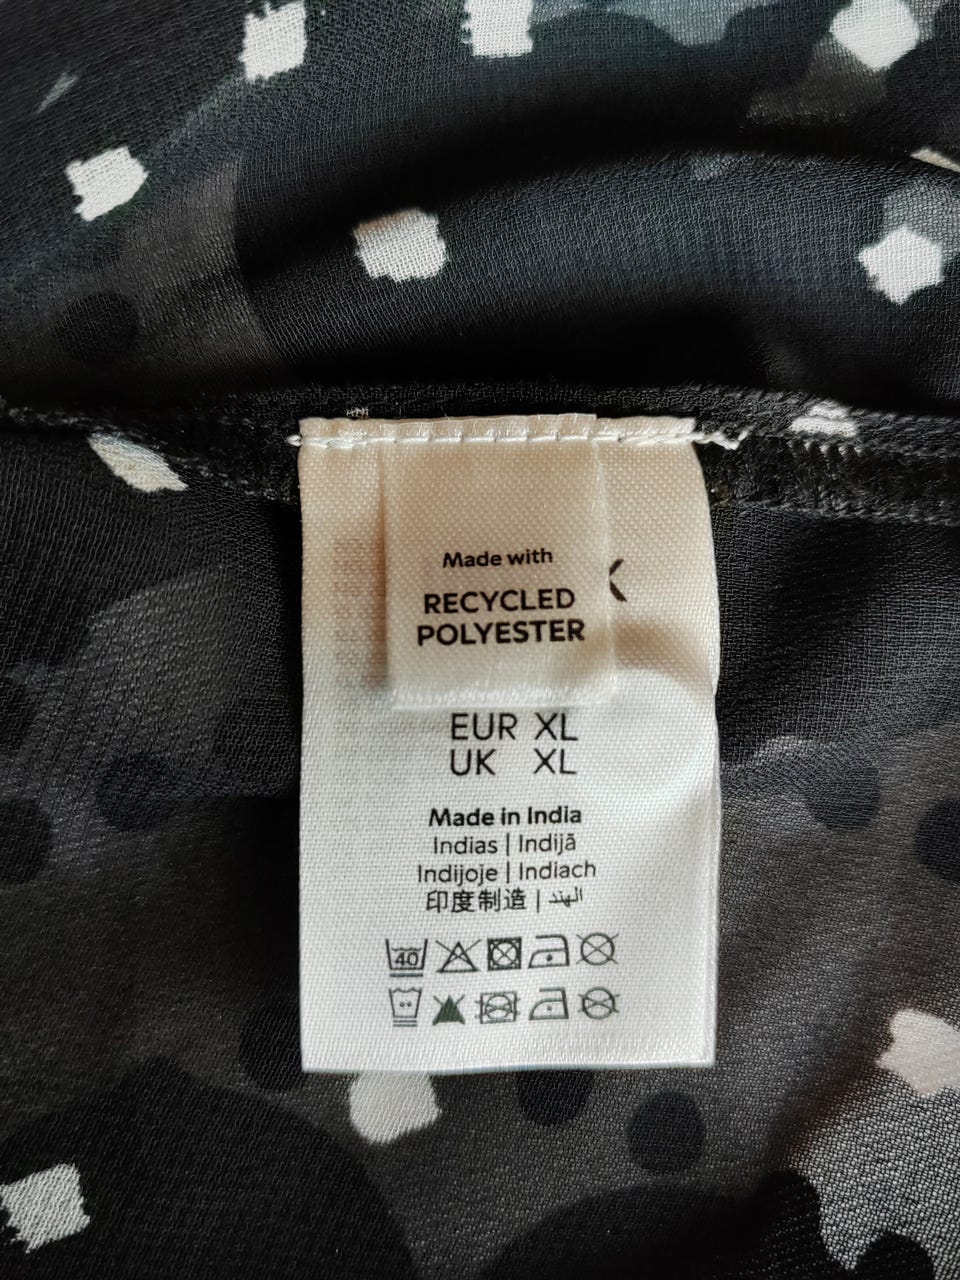 Made with
RECYCLED
POLYESTER
K
EUR XL
UK XL
Made in India
Indias | Indijā
Indijoje | Indiach
印度制造 | الهند
40